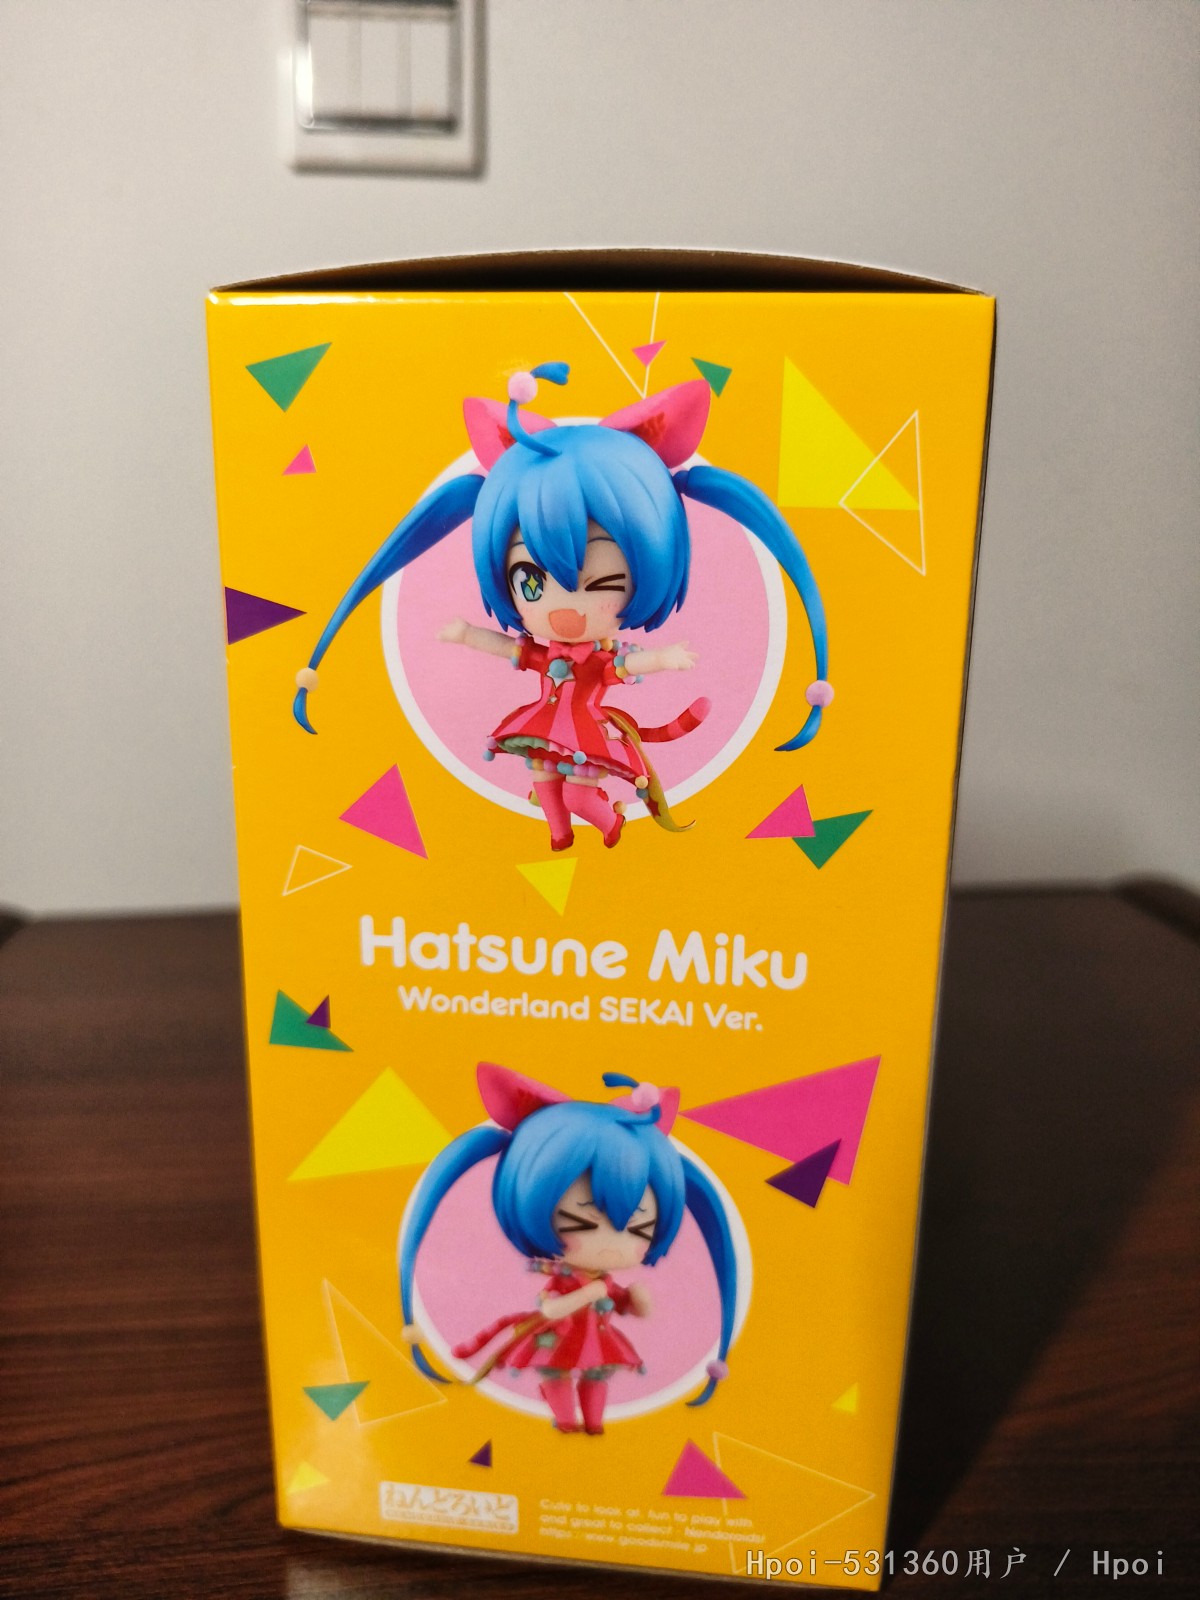 Hatsune Miku
Wonderland SEKAI Ver.
ねんどろいど
Cute to look at, fun to play with
and great to collect - Nendoroids!
https://www.goodsmile.jp
Hpoi-531360用户 / Hpoi